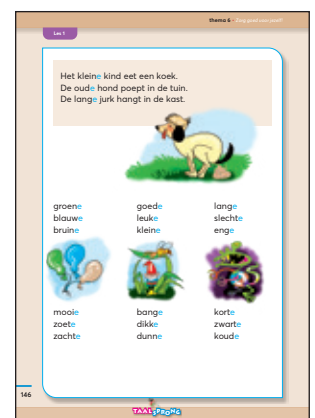 thema 6 - Zorg goed voor jezelf!
Les 1
Het kleine kind eet een koek.
De oude hond poept in de tuin.
De lange jurk hangt in de kast.
groene goede lange
blauwe leuke slechte
bruine kleine enge
mooie bange korte
zoete dikke zwarte
zachte dunne koude
146
TAALSPRONG